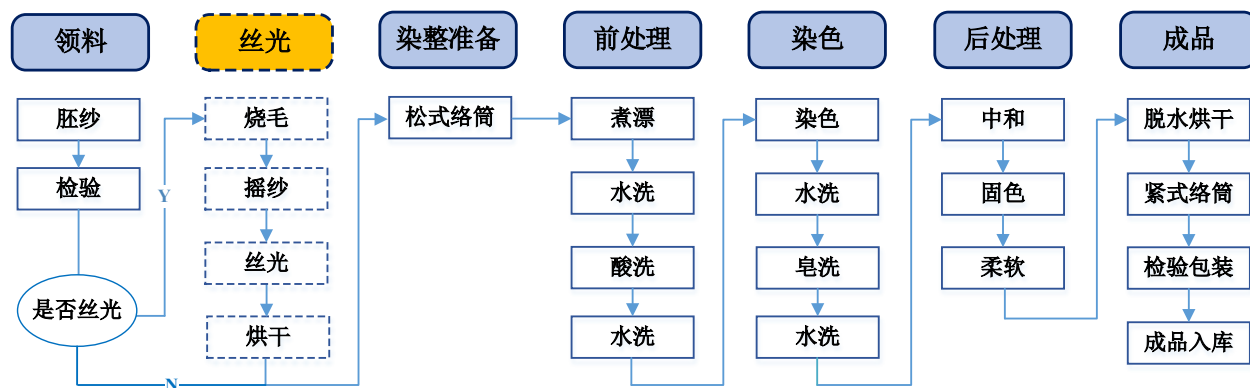 领料
丝光
染整准备
前处理
染色
后处理
成品
胚纱
检验
是否丝光
Y
N
烧毛
摇纱
丝光
烘干
松式络筒
煮漂
水洗
酸洗
水洗
染色
水洗
皂洗
水洗
中和
固色
柔软
脱水烘干
紧式络筒
检验包装
成品入库